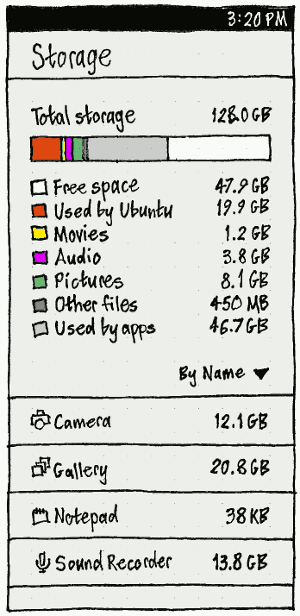 3:20 PM
Storage
Total storage 128.0 GB
Free space 47.9 GB
Used by Ubuntu 19.9 GB
Movies 1.2 GB
Audio 3.8 GB
Pictures 8.1 GB
Other files 450 MB
Used by apps 46.7 GB
By Name
Camera 12.1 GB
Gallery 20.8 GB
Notepad 38 KB
Sound Recorder 13.8 GB